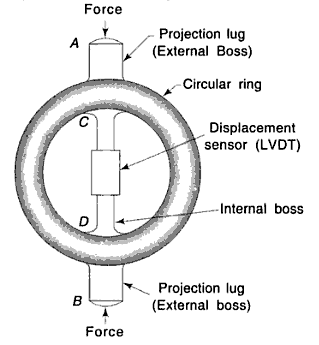 Force
A
Projection lug
(External Boss)
Circular ring
C
Displacement
sensor (LVDT)
D
Internal boss
Projection lug
(External boss)
B
Force